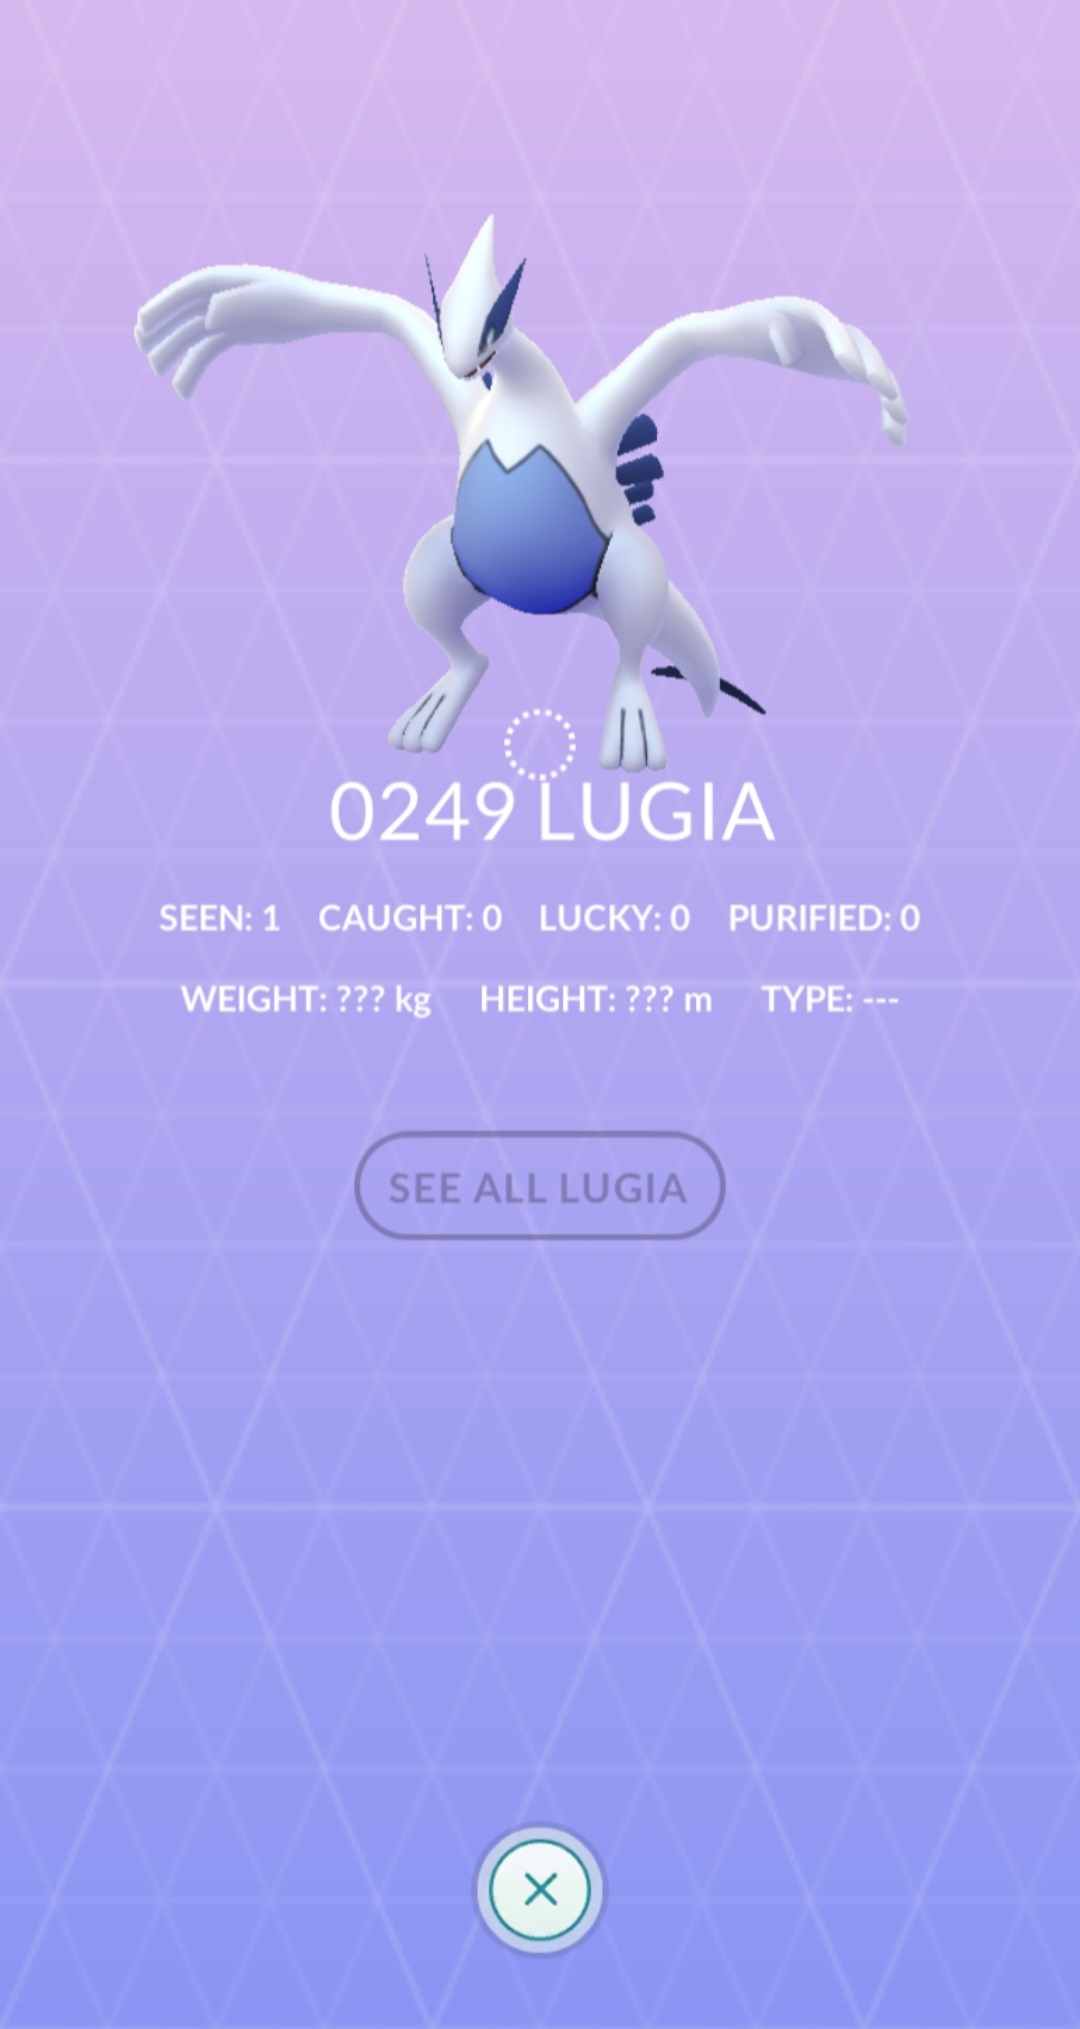 0249 LUGIA
SEEN: 1 CAUGHT: 0 LUCKY: 0 PURIFIED: 0
WEIGHT: ??? kg HEIGHT: ??? m TYPE: ---
SEE ALL LUGIA